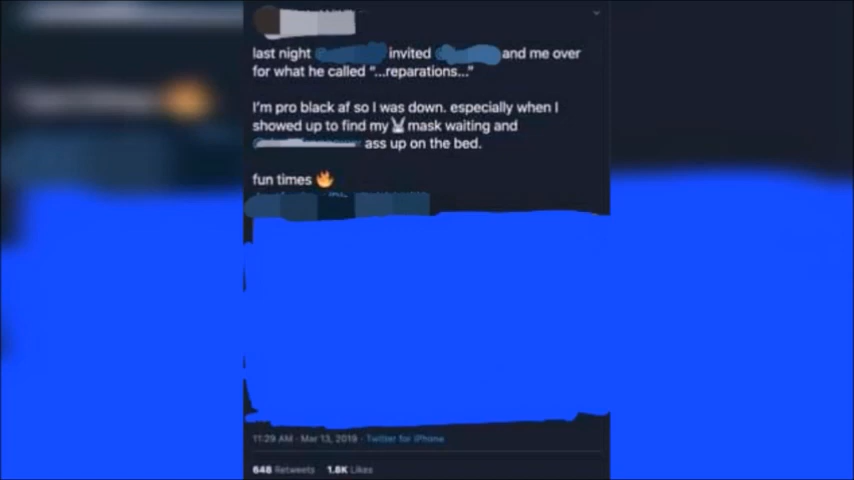 last night invited and me over
for what he called "...reparations..."
I'm pro black af so I was down. especially when I
showed up to find my 🐰 mask waiting and
ass up on the bed.
fun times 🔥
11:29 AM · Mar 13, 2019 · Twitter for iPhone
648 Retweets 1.8K Likes